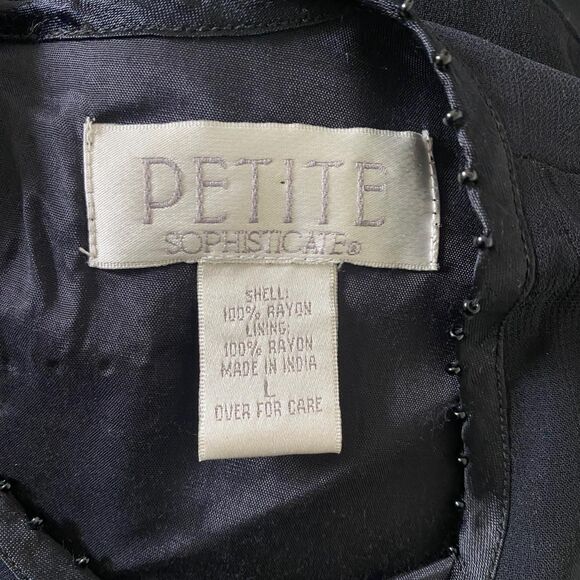 PETITE
SOPHISTICATE®
SHELL:
100% RAYON
LINING:
100% RAYON
MADE IN INDIA
L
OVER FOR CARE